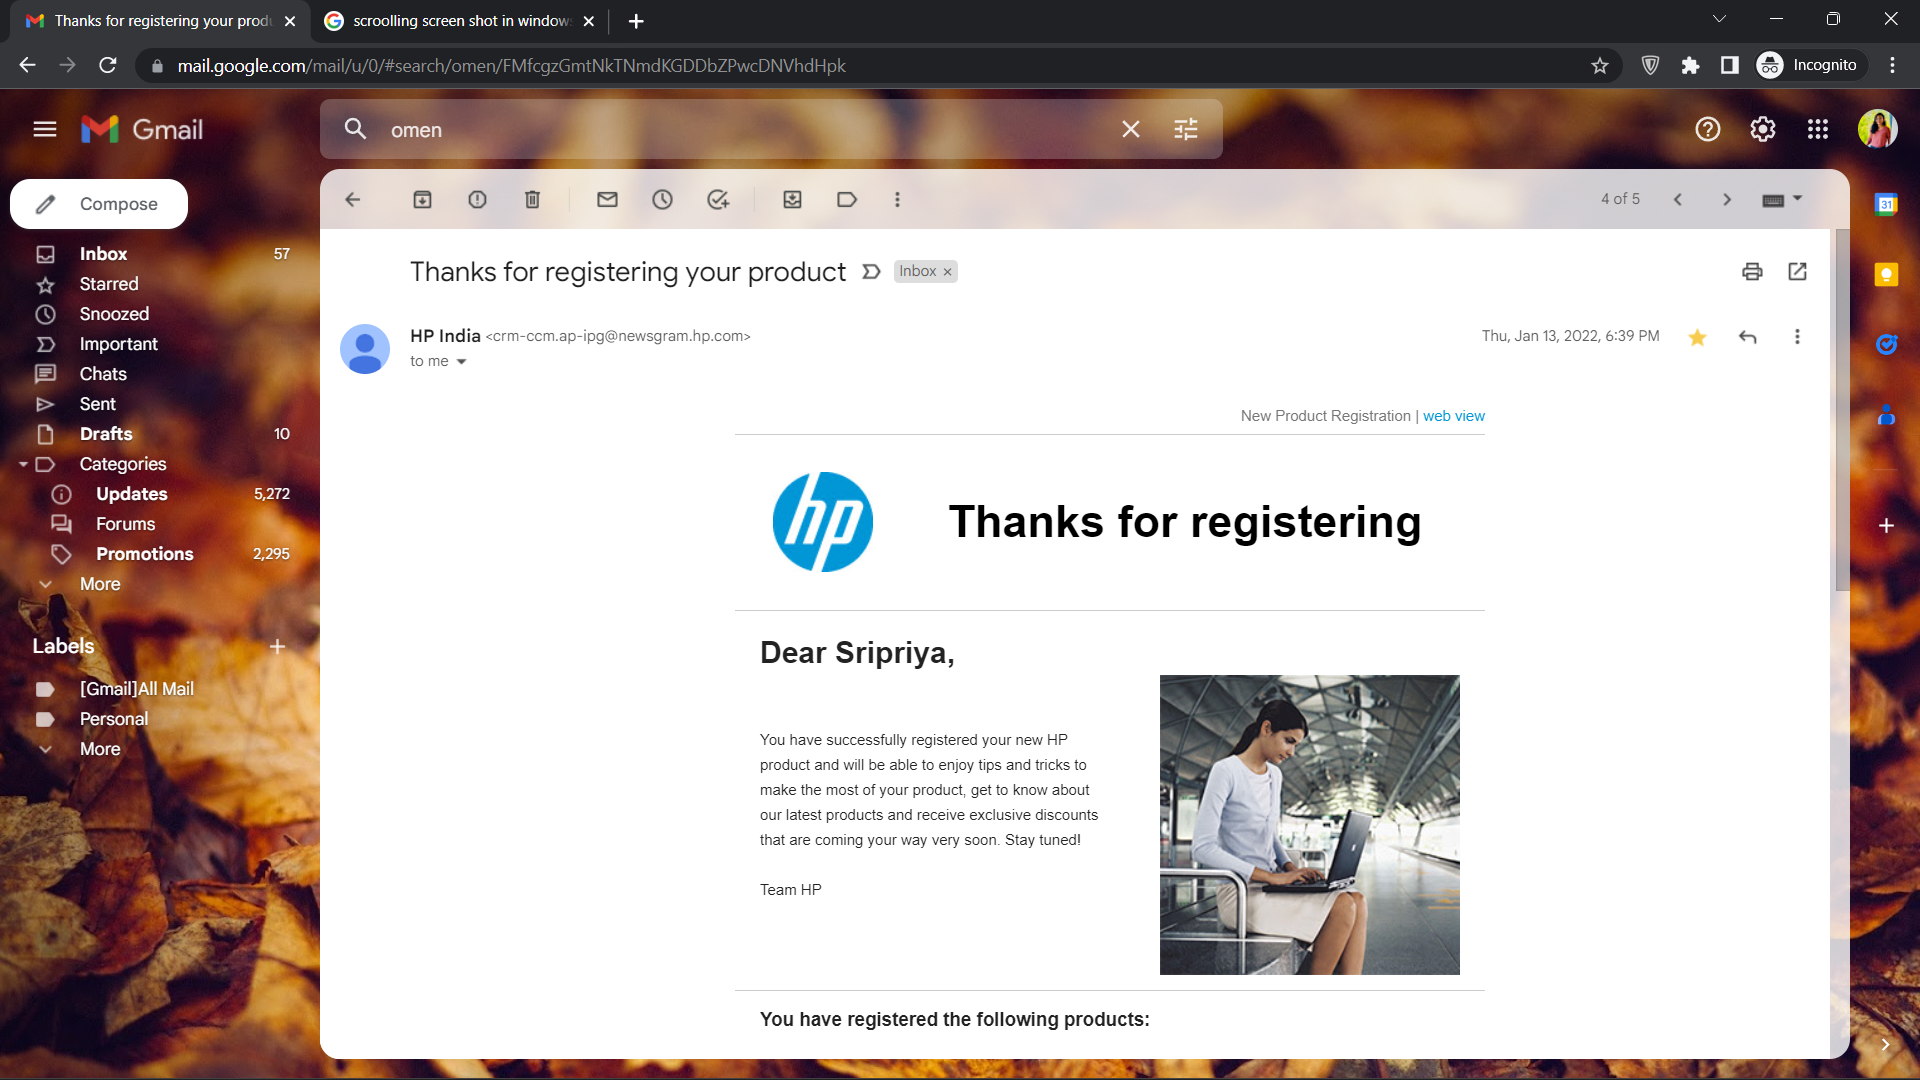 Thanks for registering your prod
scroolling screen shot in window
mail.google.com/mail/u/0/#search/omen/FMfcgzGmtNkTNmdKGDDbZPwcDNVhdHpk
Incognito
Gmail
omen
Compose
4 of 5
Inbox 57
Starred
Snoozed
Important
Chats
Sent
Drafts 10
Categories
Updates 5,272
Forums
Promotions 2,295
More
Labels
[Gmail]All Mail
Personal
More
Thanks for registering your product
Inbox
HP India <crm-ccm.ap-ipg@newsgram.hp.com>
Thu, Jan 13, 2022, 6:39 PM
to me
New Product Registration | web view
hp
Thanks for registering
Dear Sripriya,
You have successfully registered your new HP
product and will be able to enjoy tips and tricks to
make the most of your product, get to know about
our latest products and receive exclusive discounts
that are coming your way very soon. Stay tuned!
Team HP
You have registered the following products:
31